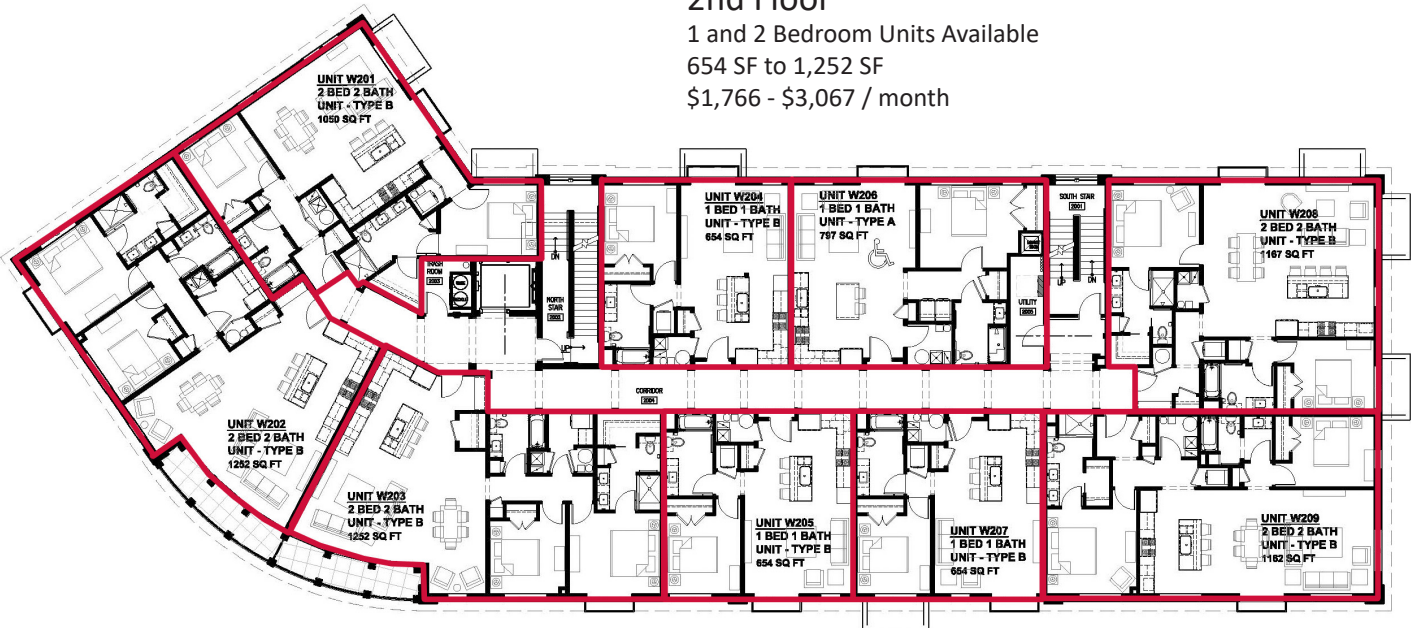 2nd Floor
1 and 2 Bedroom Units Available
654 SF to 1,252 SF
$1,766 - $3,067 / month
UNIT W201
2 BED 2 BATH
UNIT - TYPE B
1050 SQ FT
UNIT W204
1 BED 1 BATH
UNIT - TYPE B
654 SQ FT
UNIT W206
1 BED 1 BATH
UNIT - TYPE A
797 SQ FT
SOUTH STAIR
2001
UNIT W208
2 BED 2 BATH
UNIT - TYPE B
1167 SQ FT
TRASH
ROOM
2003
DN
NORTH
STAIR
UP
UP
DN
UTILITY
2005
CORRIDOR
2004
UNIT W202
2 BED 2 BATH
UNIT - TYPE B
1252 SQ FT
UNIT W203
2 BED 2 BATH
UNIT - TYPE B
1252 SQ FT
UNIT W205
1 BED 1 BATH
UNIT - TYPE B
654 SQ FT
UNIT W207
1 BED 1 BATH
UNIT - TYPE B
654 SQ FT
UNIT W209
2 BED 2 BATH
UNIT - TYPE B
1162 SQ FT